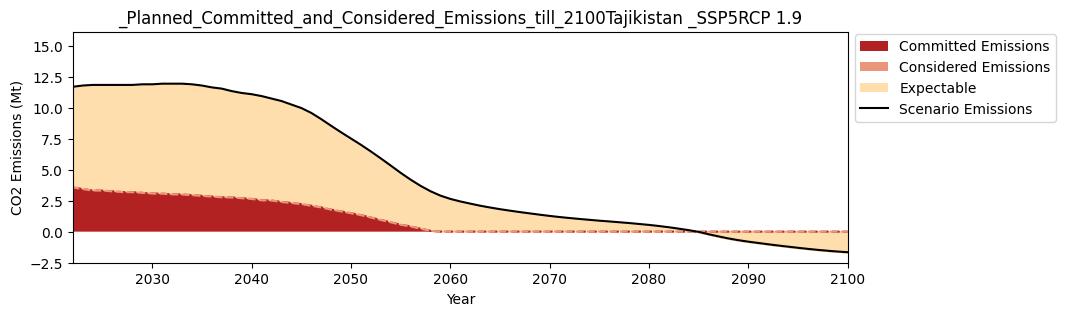 _Planned_Committed_and_Considered_Emissions_till_2100Tajikistan _SSP5RCP 1.9
CO2 Emissions (Mt)
15.0
12.5
10.0
7.5
5.0
2.5
0.0
−2.5
2030 2040 2050 2060 2070 2080 2090 2100
Year
Committed Emissions
Considered Emissions
Expectable
Scenario Emissions